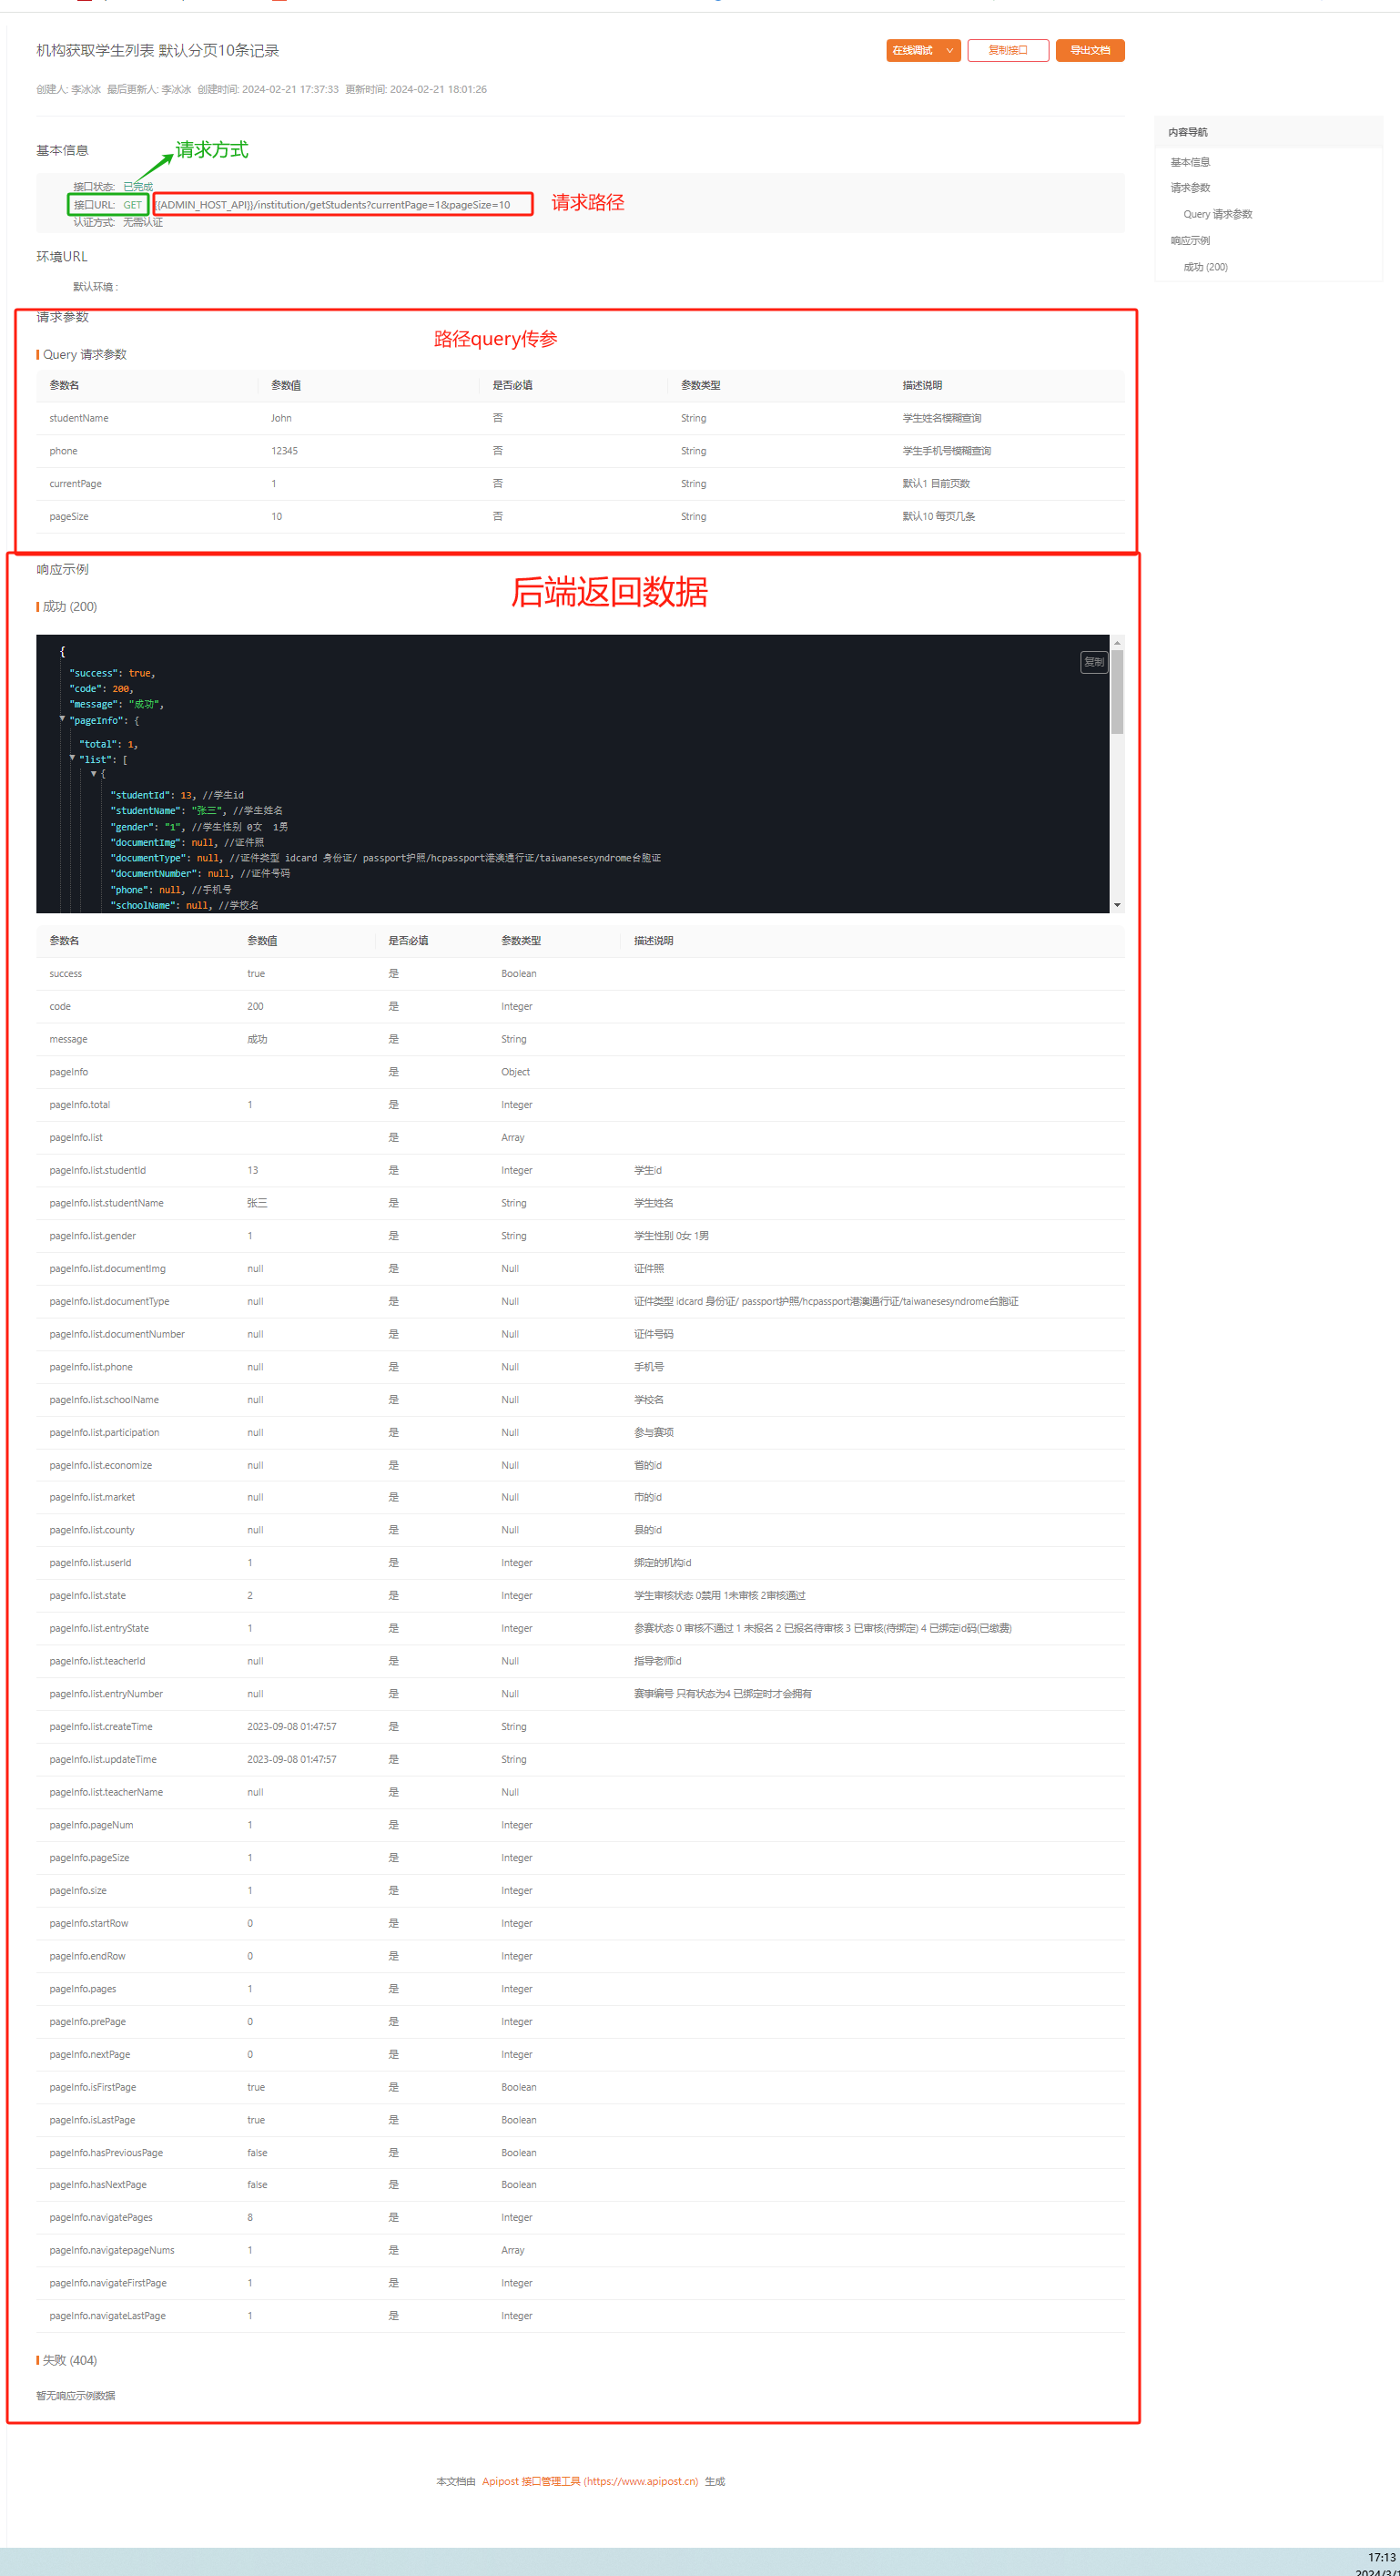 机构获取学生列表 默认分页10条记录
在线调试 复制接口 导出文档
创建人: 李冰冰 最后更新人: 李冰冰 创建时间: 2024-02-21 17:37:33 更新时间: 2024-02-21 18:01:26
内容导航
基本信息
请求参数
Query 请求参数
响应示例
成功 (200)
基本信息
请求方式
接口状态: 已完成
接口URL: GET {{ADMIN_HOST_API}}/institution/getStudents?currentPage=1&pageSize=10
请求路径
认证方式: 无需认证
环境URL
默认环境 :
请求参数
路径query传参
Query 请求参数
参数名 参数值 是否必填 参数类型 描述说明
studentName John 否 String 学生姓名模糊查询
phone 12345 否 String 学生手机号模糊查询
currentPage 1 否 String 默认1 目前页数
pageSize 10 否 String 默认10 每页几条
响应示例
后端返回数据
成功 (200)
复制
{
"success": true,
"code": 200,
"message": "成功",
"pageInfo": {
"total": 1,
"list": [
{
"studentId": 13, //学生id
"studentName": "张三", //学生姓名
"gender": "1", //学生性别 0女 1男
"documentImg": null, //证件照
"documentType": null, //证件类型 idcard 身份证/ passport护照/hcpassport港澳通行证/taiwanesesyndrome台胞证
"documentNumber": null, //证件号码
"phone": null, //手机号
"schoolName": null, //学校名
参数名 参数值 是否必填 参数类型 描述说明
success true 是 Boolean
code 200 是 Integer
message 成功 是 String
pageInfo 是 Object
pageInfo.total 1 是 Integer
pageInfo.list 是 Array
pageInfo.list.studentId 13 是 Integer 学生id
pageInfo.list.studentName 张三 是 String 学生姓名
pageInfo.list.gender 1 是 String 学生性别 0女 1男
pageInfo.list.documentImg null 是 Null 证件照
pageInfo.list.documentType null 是 Null 证件类型 idcard 身份证/ passport护照/hcpassport港澳通行证/taiwanesesyndrome台胞证
pageInfo.list.documentNumber null 是 Null 证件号码
pageInfo.list.phone null 是 Null 手机号
pageInfo.list.schoolName null 是 Null 学校名
pageInfo.list.participation null 是 Null 参与赛项
pageInfo.list.economize null 是 Null 省的id
pageInfo.list.market null 是 Null 市的id
pageInfo.list.county null 是 Null 县的id
pageInfo.list.userId 1 是 Integer 绑定的机构id
pageInfo.list.state 2 是 Integer 学生审核状态 0禁用 1未审核 2审核通过
pageInfo.list.entryState 1 是 Integer 参赛状态 0 审核不通过 1 未报名 2 已报名待审核 3 已审核(待绑定) 4 已绑定id码(已缴费)
pageInfo.list.teacherId null 是 Null 指导老师id
pageInfo.list.entryNumber null 是 Null 赛事编号 只有状态为4 已绑定时才会拥有
pageInfo.list.createTime 2023-09-08 01:47:57 是 String
pageInfo.list.updateTime 2023-09-08 01:47:57 是 String
pageInfo.list.teacherName null 是 Null
pageInfo.pageNum 1 是 Integer
pageInfo.pageSize 1 是 Integer
pageInfo.size 1 是 Integer
pageInfo.startRow 0 是 Integer
pageInfo.endRow 0 是 Integer
pageInfo.pages 1 是 Integer
pageInfo.prePage 0 是 Integer
pageInfo.nextPage 0 是 Integer
pageInfo.isFirstPage true 是 Boolean
pageInfo.isLastPage true 是 Boolean
pageInfo.hasPreviousPage false 是 Boolean
pageInfo.hasNextPage false 是 Boolean
pageInfo.navigatePages 8 是 Integer
pageInfo.navigatepageNums 1 是 Array
pageInfo.navigateFirstPage 1 是 Integer
pageInfo.navigateLastPage 1 是 Integer
失败 (404)
暂无响应示例数据
本文档由 Apipost 接口管理工具 (https://www.apipost.cn) 生成
17:13